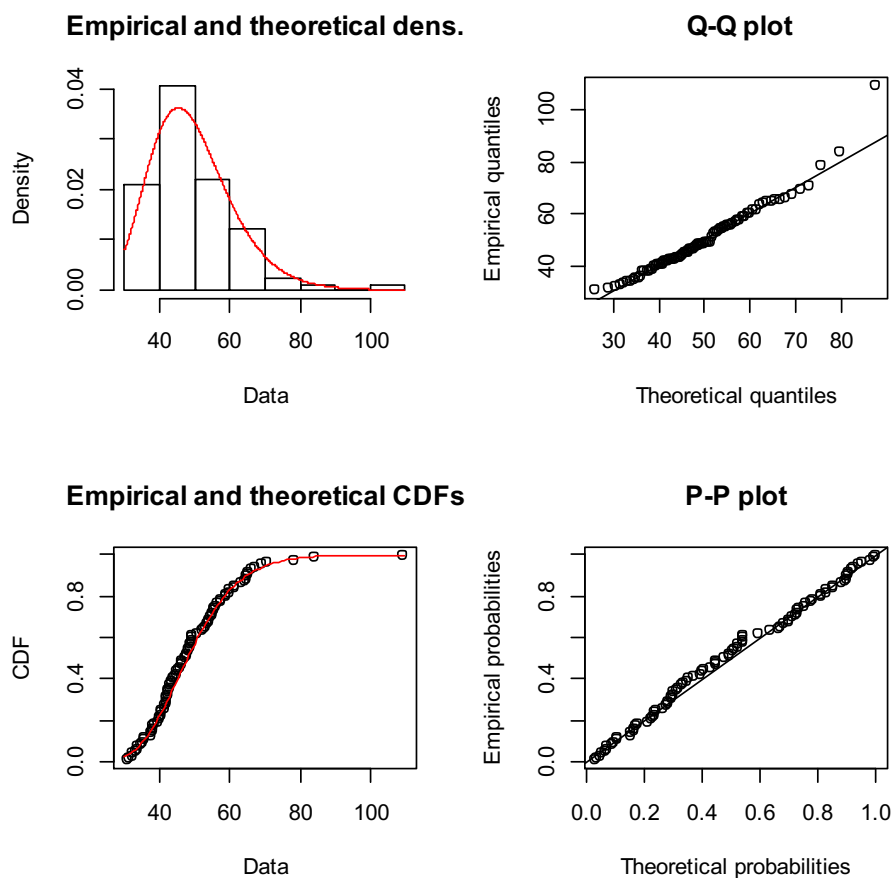 Empirical and theoretical dens.
Density
0.00
0.02
0.04
40 60 80 100
Data
Q-Q plot
Empirical quantiles
40
60
80
100
30 40 50 60 70 80
Theoretical quantiles
Empirical and theoretical CDFs
CDF
0.0
0.4
0.8
40 60 80 100
Data
P-P plot
Empirical probabilities
0.0
0.4
0.8
0.0 0.2 0.4 0.6 0.8 1.0
Theoretical probabilities